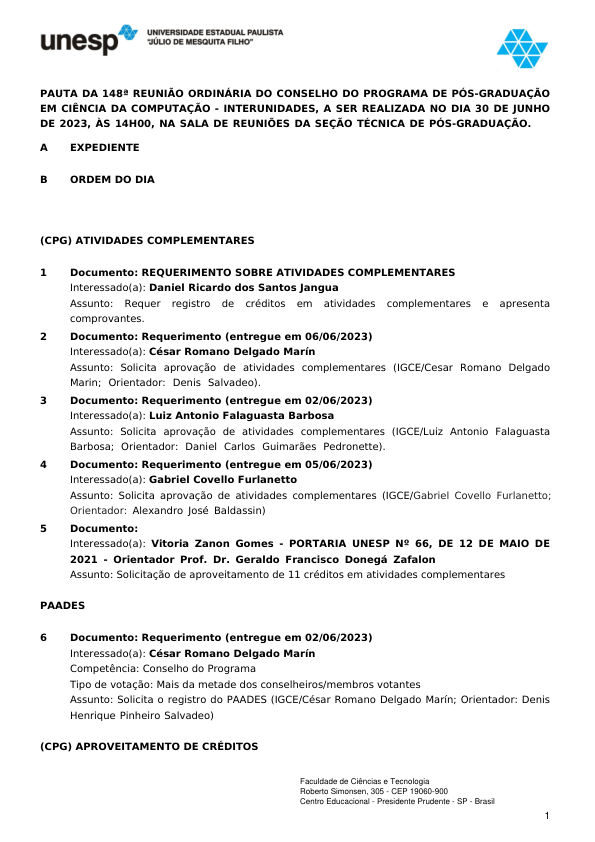 unesp
UNIVERSIDADE ESTADUAL PAULISTA
"JÚLIO DE MESQUITA FILHO"
PAUTA DA 148ª REUNIÃO ORDINÁRIA DO CONSELHO DO PROGRAMA DE PÓS-GRADUAÇÃO
EM CIÊNCIA DA COMPUTAÇÃO - INTERUNIDADES, A SER REALIZADA NO DIA 30 DE JUNHO
DE 2023, ÀS 14H00, NA SALA DE REUNIÕES DA SEÇÃO TÉCNICA DE PÓS-GRADUAÇÃO.
A EXPEDIENTE
B ORDEM DO DIA
(CPG) ATIVIDADES COMPLEMENTARES
1 Documento: REQUERIMENTO SOBRE ATIVIDADES COMPLEMENTARES
Interessado(a): Daniel Ricardo dos Santos Jangua
Assunto: Requer registro de créditos em atividades complementares e apresenta
comprovantes.
2 Documento: Requerimento (entregue em 06/06/2023)
Interessado(a): César Romano Delgado Marín
Assunto: Solicita aprovação de atividades complementares (IGCE/Cesar Romano Delgado
Marin; Orientador: Denis Salvadeo).
3 Documento: Requerimento (entregue em 02/06/2023)
Interessado(a): Luiz Antonio Falaguasta Barbosa
Assunto: Solicita aprovação de atividades complementares (IGCE/Luiz Antonio Falaguasta
Barbosa; Orientador: Daniel Carlos Guimarães Pedronette).
4 Documento: Requerimento (entregue em 05/06/2023)
Interessado(a): Gabriel Covello Furlanetto
Assunto: Solicita aprovação de atividades complementares (IGCE/Gabriel Covello Furlanetto;
Orientador: Alexandro José Baldassin)
5 Documento:
Interessado(a): Vitoria Zanon Gomes - PORTARIA UNESP Nº 66, DE 12 DE MAIO DE
2021 - Orientador Prof. Dr. Geraldo Francisco Donegá Zafalon
Assunto: Solicitação de aproveitamento de 11 créditos em atividades complementares
PAADES
6 Documento: Requerimento (entregue em 02/06/2023)
Interessado(a): César Romano Delgado Marín
Competência: Conselho do Programa
Tipo de votação: Mais da metade dos conselheiros/membros votantes
Assunto: Solicita o registro do PAADES (IGCE/César Romano Delgado Marín; Orientador: Denis
Henrique Pinheiro Salvadeo)
(CPG) APROVEITAMENTO DE CRÉDITOS
Faculdade de Ciências e Tecnologia
Roberto Simonsen, 305 - CEP 19060-900
Centro Educacional - Presidente Prudente - SP - Brasil
1